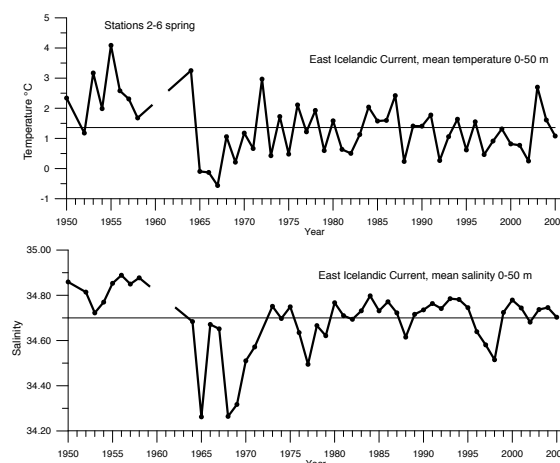 Stations 2-6 spring
East Icelandic Current, mean temperature 0-50 m
Temperature °C
5
4
3
2
1
0
-1
1950 1955 1960 1965 1970 1975 1980 1985 1990 1995 2000
Year
East Icelandic Current, mean salinity 0-50 m
Salinity
35.00
34.80
34.60
34.40
34.20
1950 1955 1960 1965 1970 1975 1980 1985 1990 1995 2000
Year